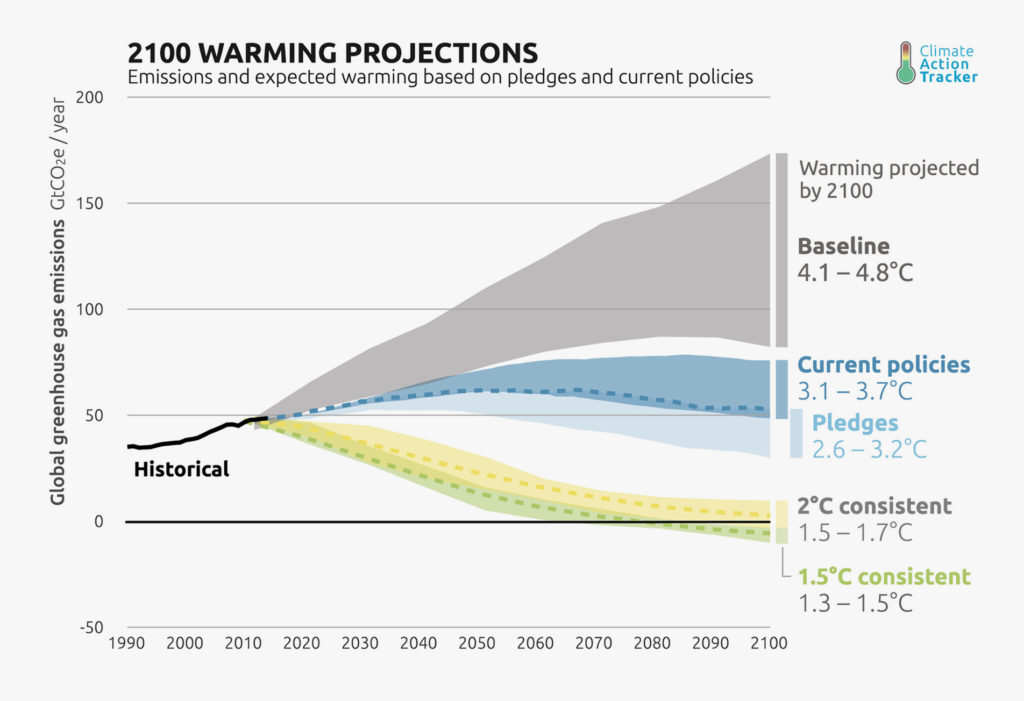 2100 WARMING PROJECTIONS
Emissions and expected warming based on pledges and current policies
Climate
Action
Tracker
Global greenhouse gas emissions GtCO₂e / year
200
150
100
50
0
-50
Historical
Warming projected
by 2100
Baseline
4.1 – 4.8°C
Current policies
3.1 – 3.7°C
Pledges
2.6 – 3.2°C
2°C consistent
1.5 – 1.7°C
1.5°C consistent
1.3 – 1.5°C
1990 2000 2010 2020 2030 2040 2050 2060 2070 2080 2090 2100